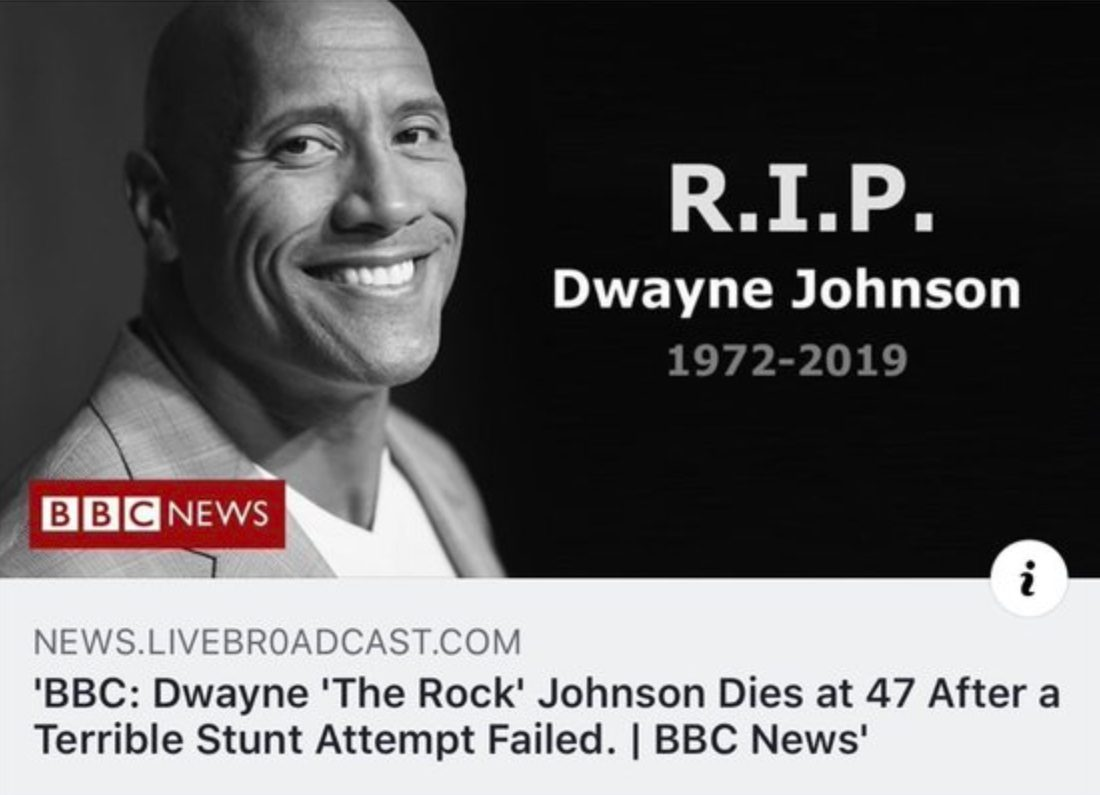 R.I.P.
Dwayne Johnson
1972-2019
BBC NEWS
i
NEWS.LIVEBR0ADCAST.COM
'BBC: Dwayne 'The Rock' Johnson Dies at 47 After a
Terrible Stunt Attempt Failed. | BBC News'